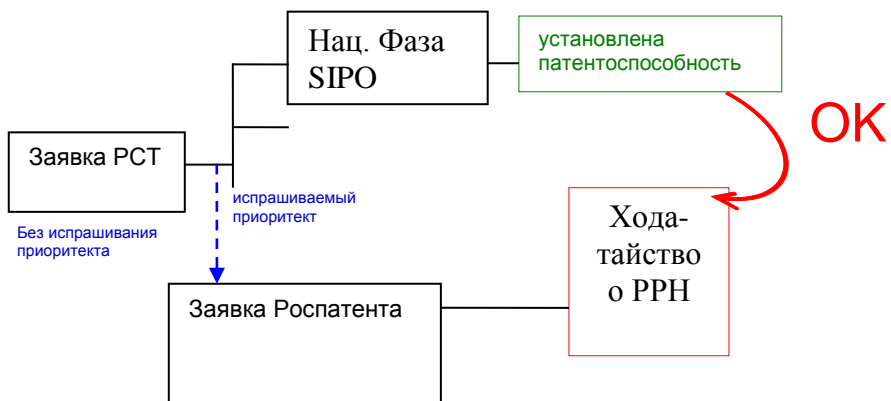 Нац. Фаза
SIPO
установлена
патентоспособность
OK
Заявка PCT
испрашиваемый
приоритект
Без испрашивания
приоритекта
Хода-
тайство
о PPH
Заявка Роспатента